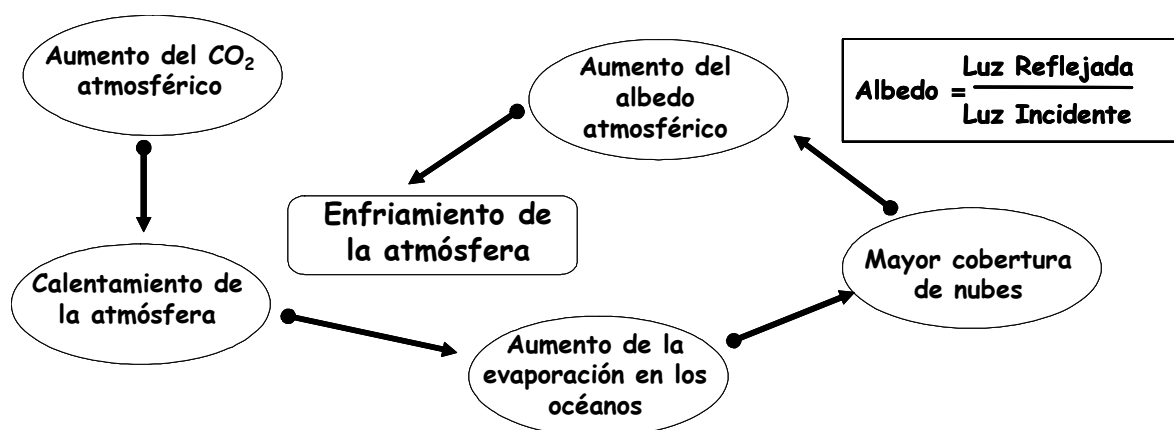 Aumento del CO₂
atmosférico
Aumento del
albedo
atmosférico
Albedo = Luz Reflejada
Luz Incidente
Enfriamiento de
la atmósfera
Mayor cobertura
de nubes
Calentamiento de
la atmósfera
Aumento de la
evaporación en los
océanos